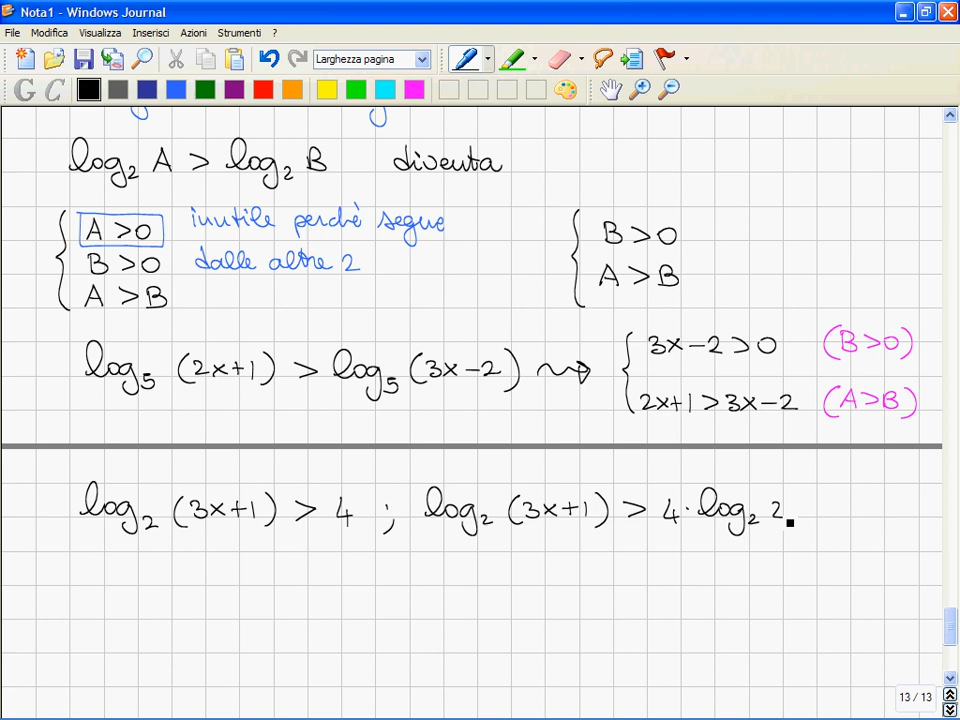 Nota1 - Windows Journal
File Modifica Visualizza Inserisci Azioni Strumenti ?
Larghezza pagina
G C
log₂ A > log₂ B diventa
A > 0 inutile perchè segue
B > 0 dalle altre 2
A > B
B > 0
A > B
log₅ (2x+1) > log₅ (3x-2) ⇝ { 3x-2 > 0 (B>0)
2x+1 > 3x-2 (A>B)
log₂ (3x+1) > 4 ; log₂ (3x+1) > 4 · log₂ 2
13 / 13